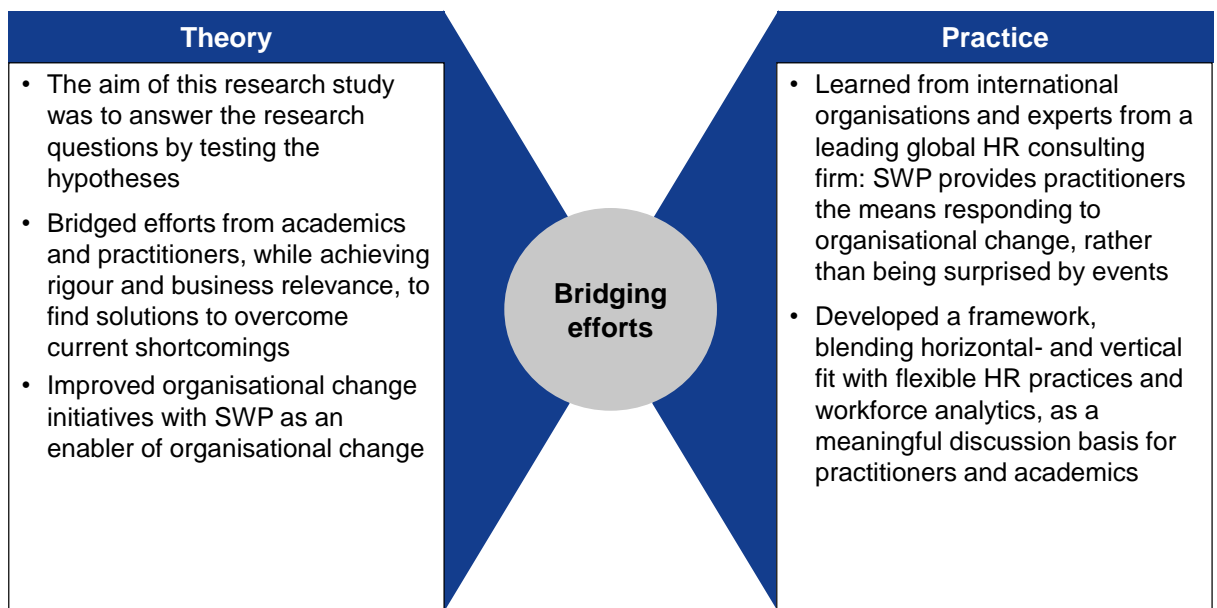 Theory
• The aim of this research study
was to answer the research
questions by testing the
hypotheses
• Bridged efforts from academics
and practitioners, while achieving
rigour and business relevance, to
find solutions to overcome
current shortcomings
• Improved organisational change
initiatives with SWP as an
enabler of organisational change
Bridging
efforts
Practice
• Learned from international
organisations and experts from a
leading global HR consulting
firm: SWP provides practitioners
the means responding to
organisational change, rather
than being surprised by events
• Developed a framework,
blending horizontal- and vertical
fit with flexible HR practices and
workforce analytics, as a
meaningful discussion basis for
practitioners and academics